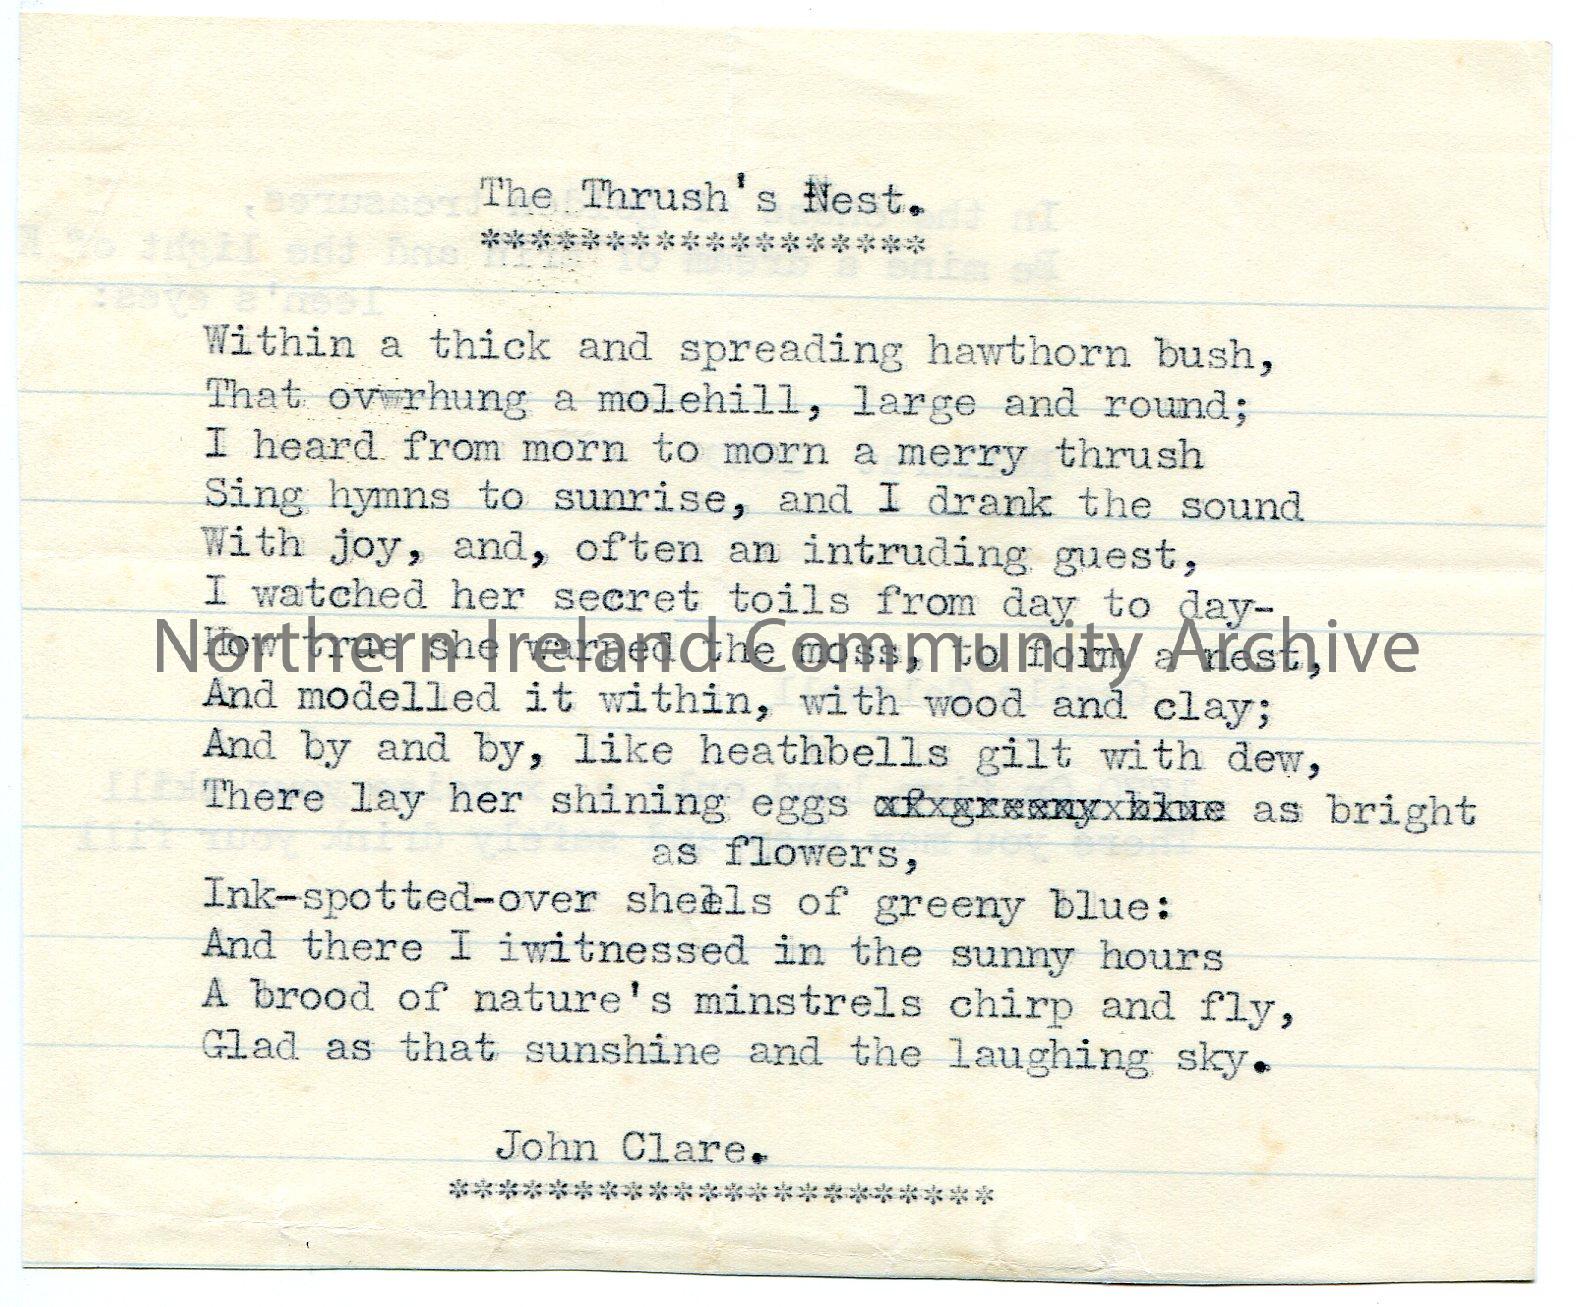 The Thrush's Nest.
******************
Within a thick and spreading hawthorn bush,
That ovwrhung a molehill, large and round;
I heard from morn to morn a merry thrush
Sing hymns to sunrise, and I drank the sound
With joy, and, often an intruding guest,
I watched her secret toils from day to day-
How true she warped the moss, to form a nest,
Northern Ireland Community Archive
And modelled it within, with wood and clay;
And by and by, like heathbells gilt with dew,
There lay her shining eggs of greeny blue as bright
as flowers,
Ink-spotted-over shells of greeny blue:
And there I iwitnessed in the sunny hours
A brood of nature's minstrels chirp and fly,
Glad as that sunshine and the laughing sky.
John Clare.
**********************